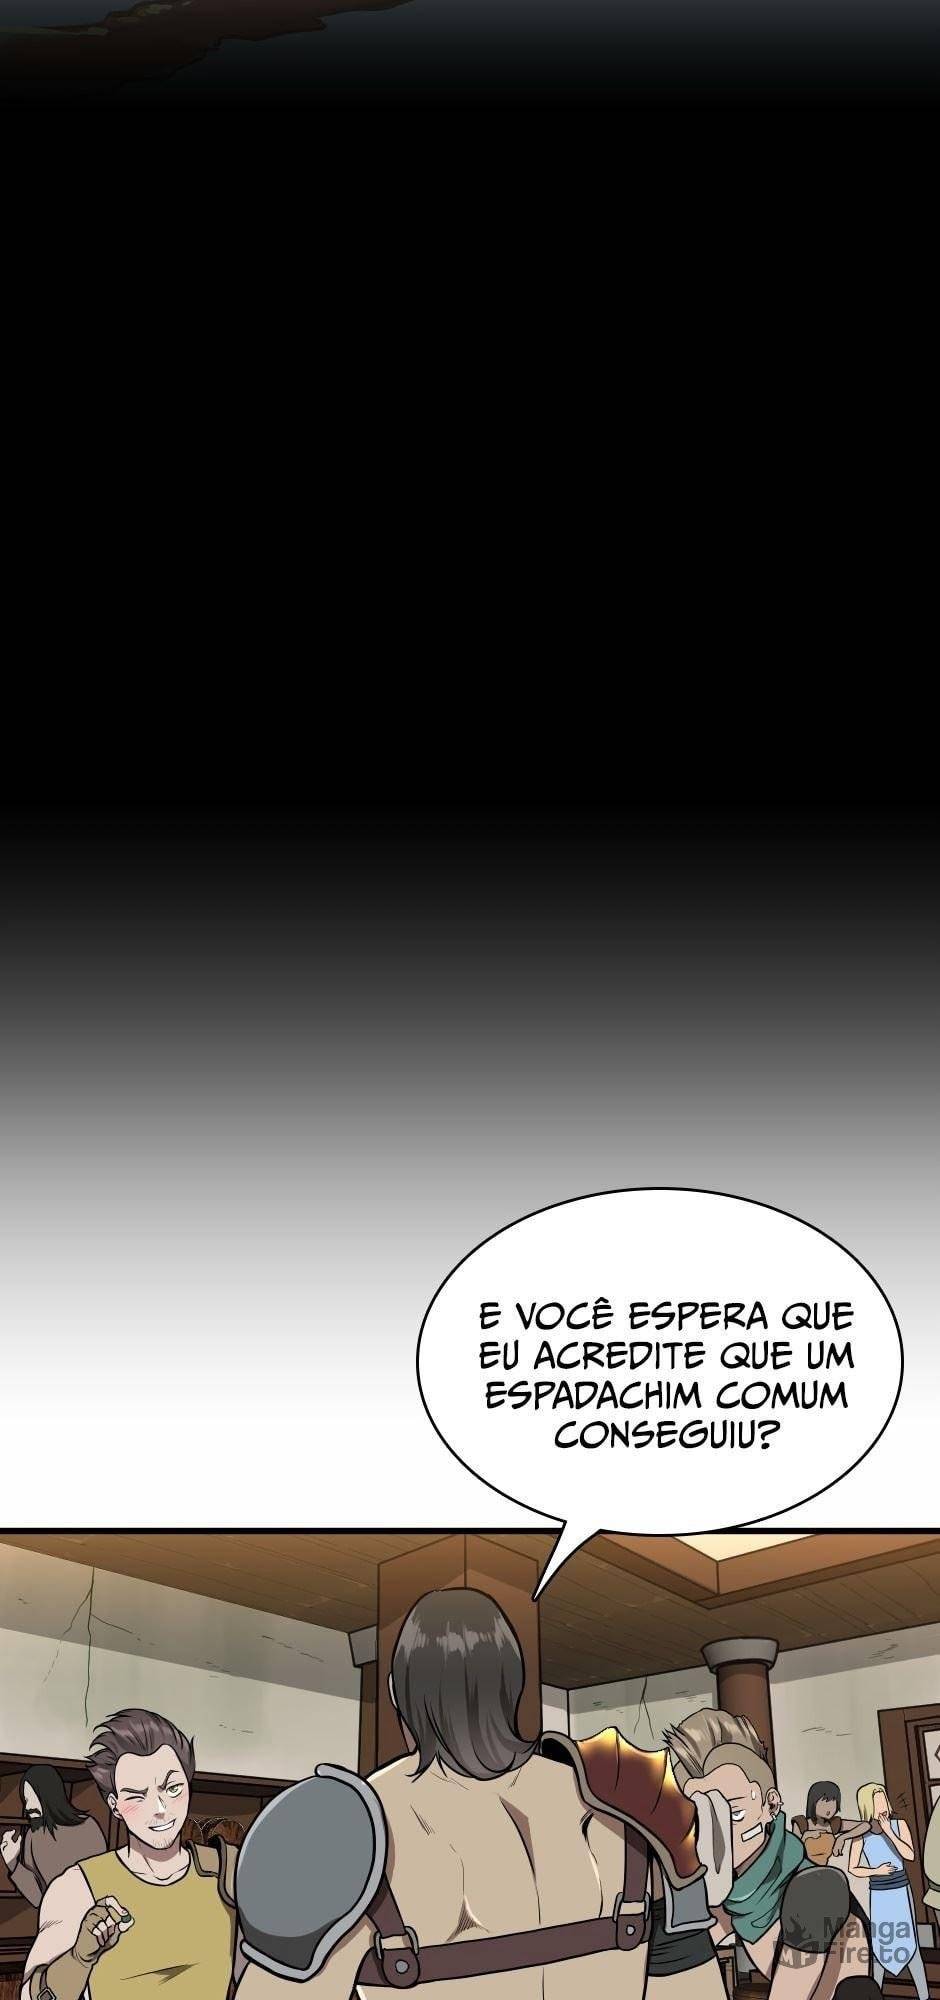 E VOCÊ ESPERA QUE
EU ACREDITE QUE UM
ESPADACHIM COMUM
CONSEGUIU?
Manga
Fire.to